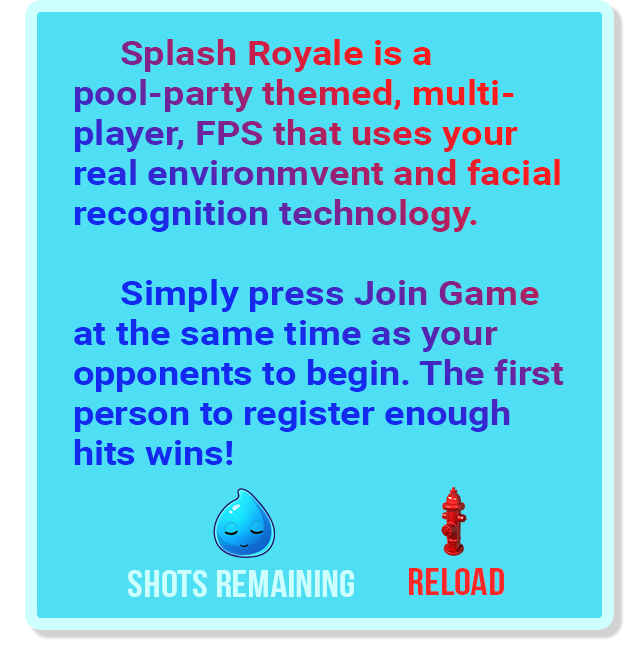 Splash Royale is a
pool-party themed, multi-
player, FPS that uses your
real environmvent and facial
recognition technology.
Simply press Join Game
at the same time as your
opponents to begin. The first
person to register enough
hits wins!
SHOTS REMAINING
RELOAD